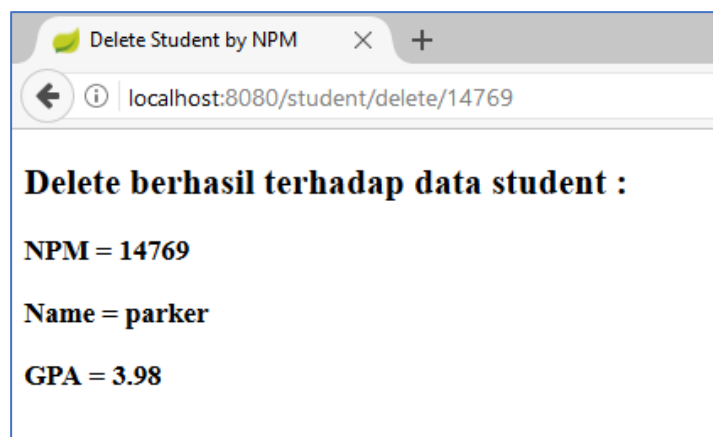 Delete Student by NPM
localhost:8080/student/delete/14769
Delete berhasil terhadap data student :
NPM = 14769
Name = parker
GPA = 3.98